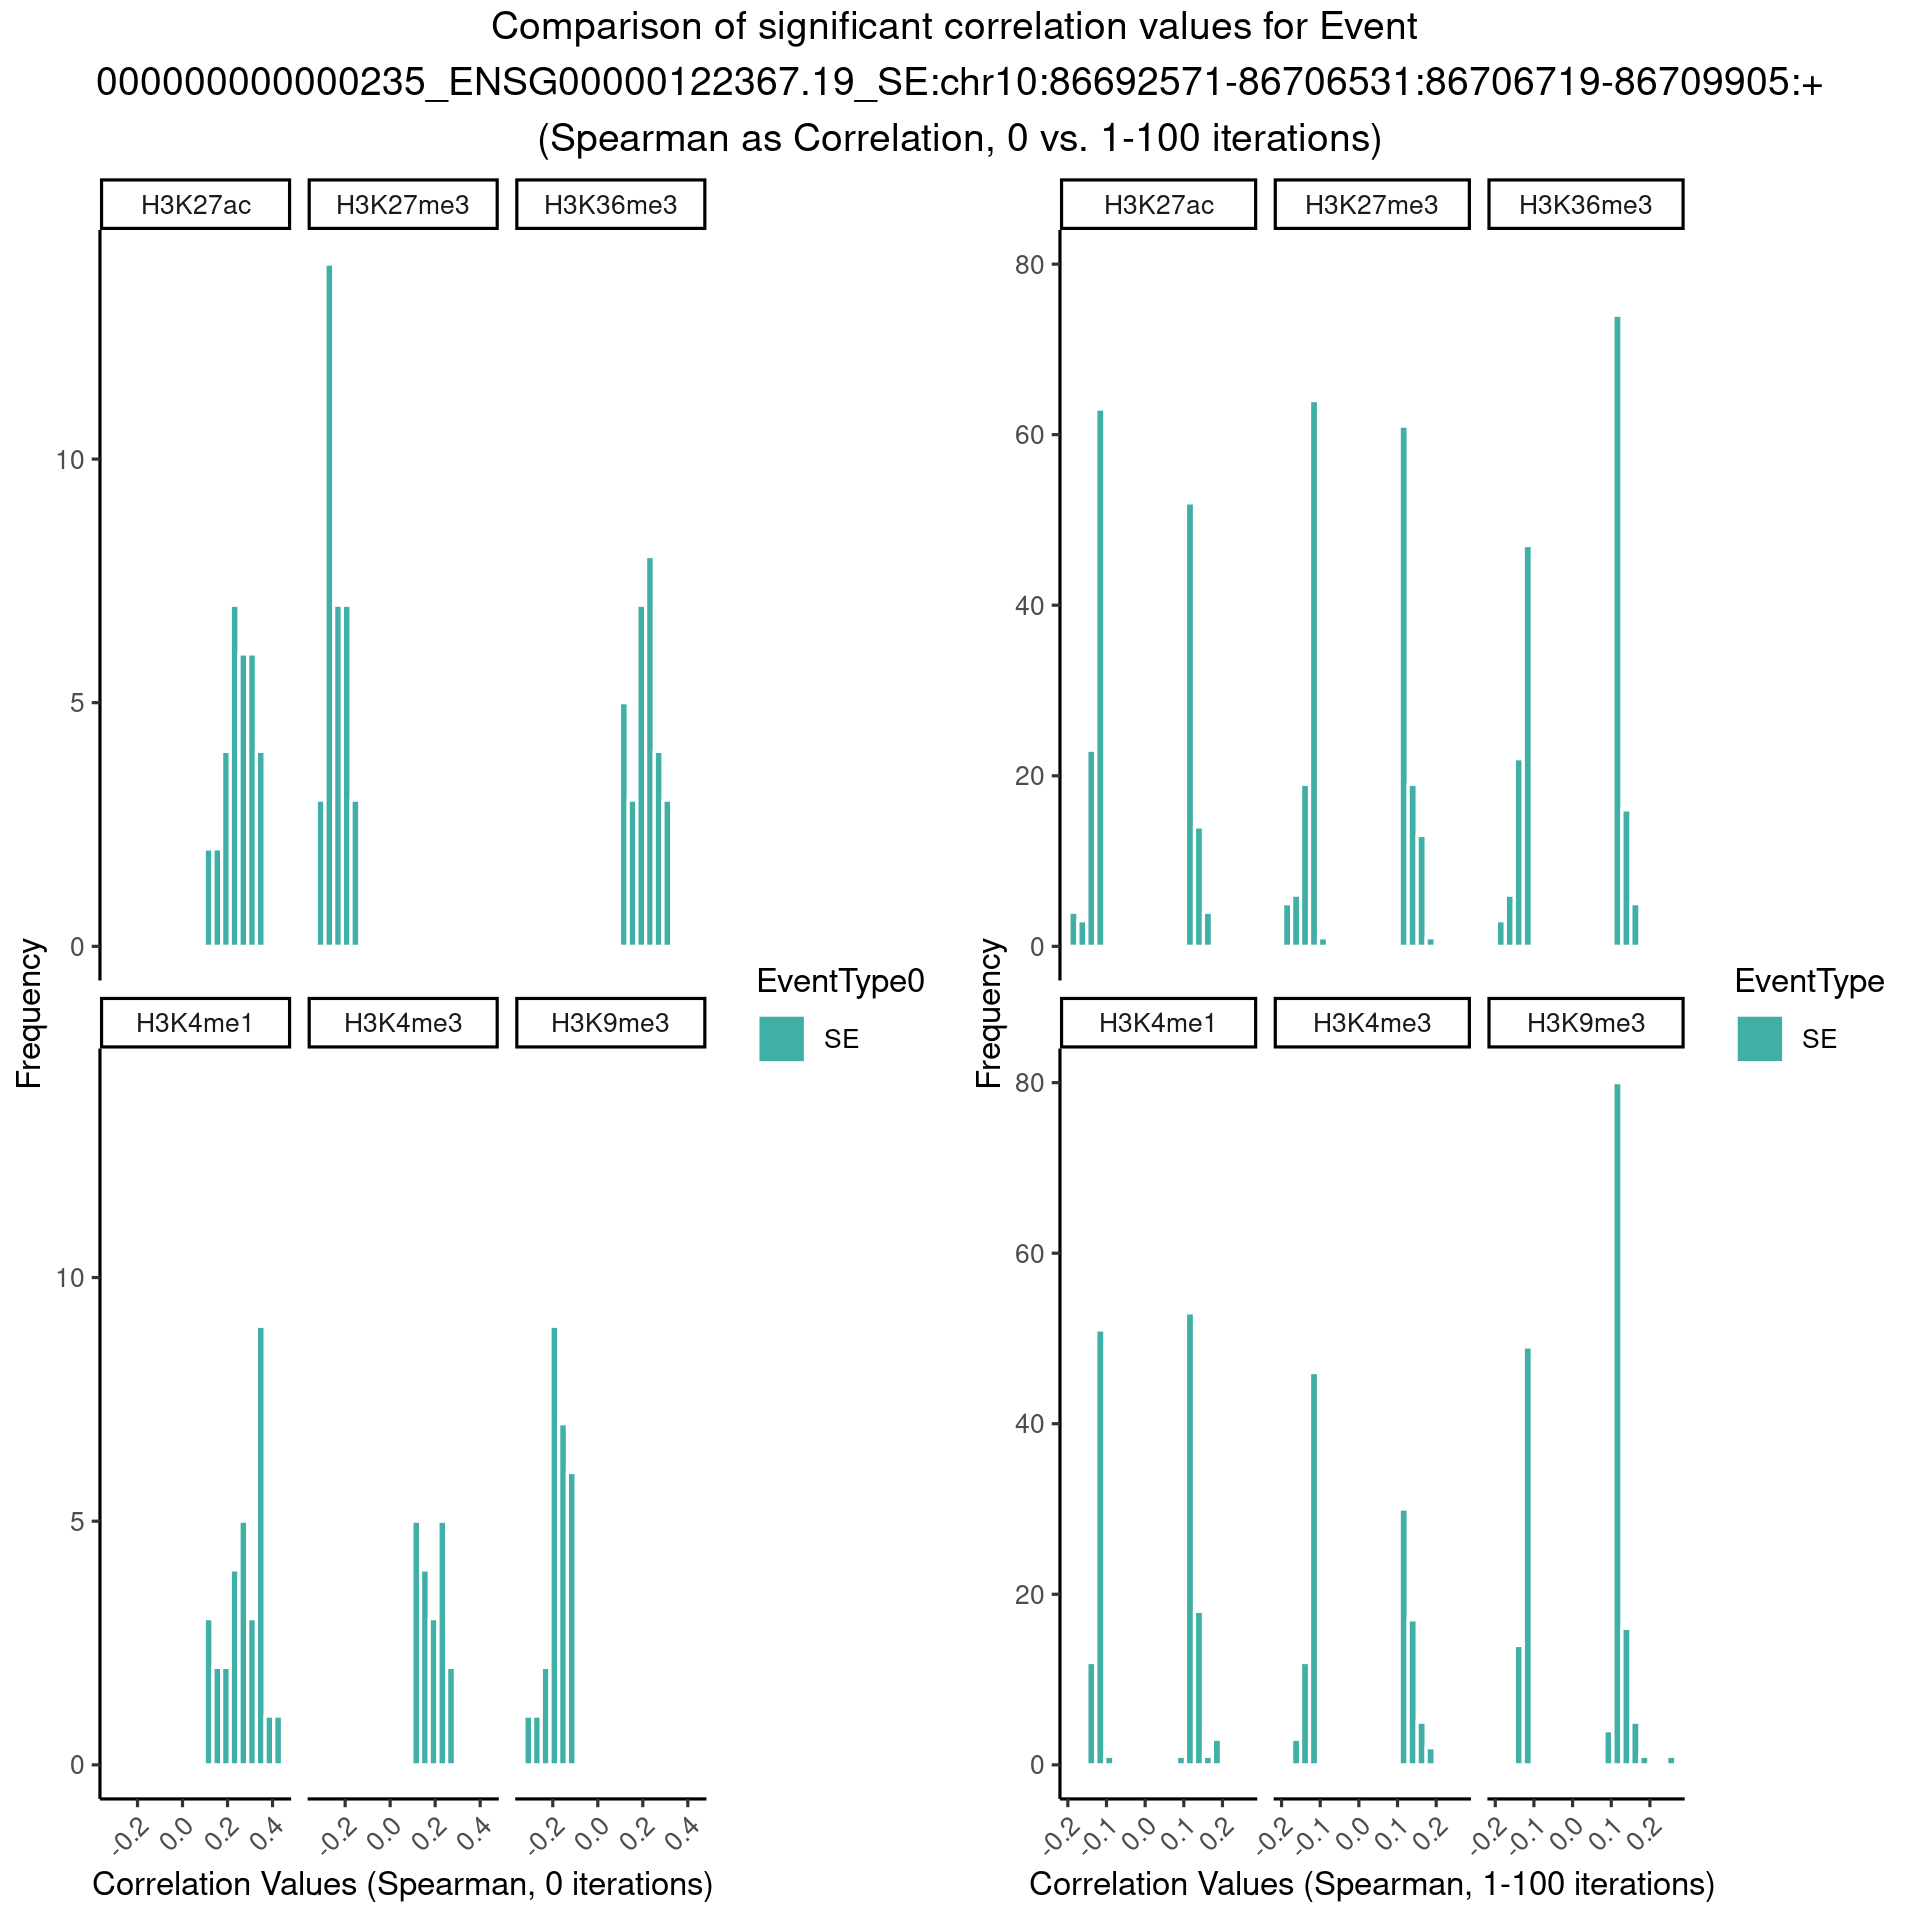 Comparison of significant correlation values for Event
000000000000235_ENSG00000122367.19_SE:chr10:86692571-86706531:86706719-86709905:+
(Spearman as Correlation, 0 vs. 1-100 iterations)
H3K27ac H3K27me3 H3K36me3
10
5
0
H3K4me1 H3K4me3 H3K9me3
10
5
0
-0.2 0.0 0.2 0.4 -0.2 0.0 0.2 0.4 -0.2 0.0 0.2 0.4
Frequency
Correlation Values (Spearman, 0 iterations)
EventType0
SE
H3K27ac H3K27me3 H3K36me3
80
60
40
20
0
H3K4me1 H3K4me3 H3K9me3
80
60
40
20
0
-0.2 -0.1 0.0 0.1 0.2 -0.2 -0.1 0.0 0.1 0.2 -0.2 -0.1 0.0 0.1 0.2
Frequency
Correlation Values (Spearman, 1-100 iterations)
EventType
SE